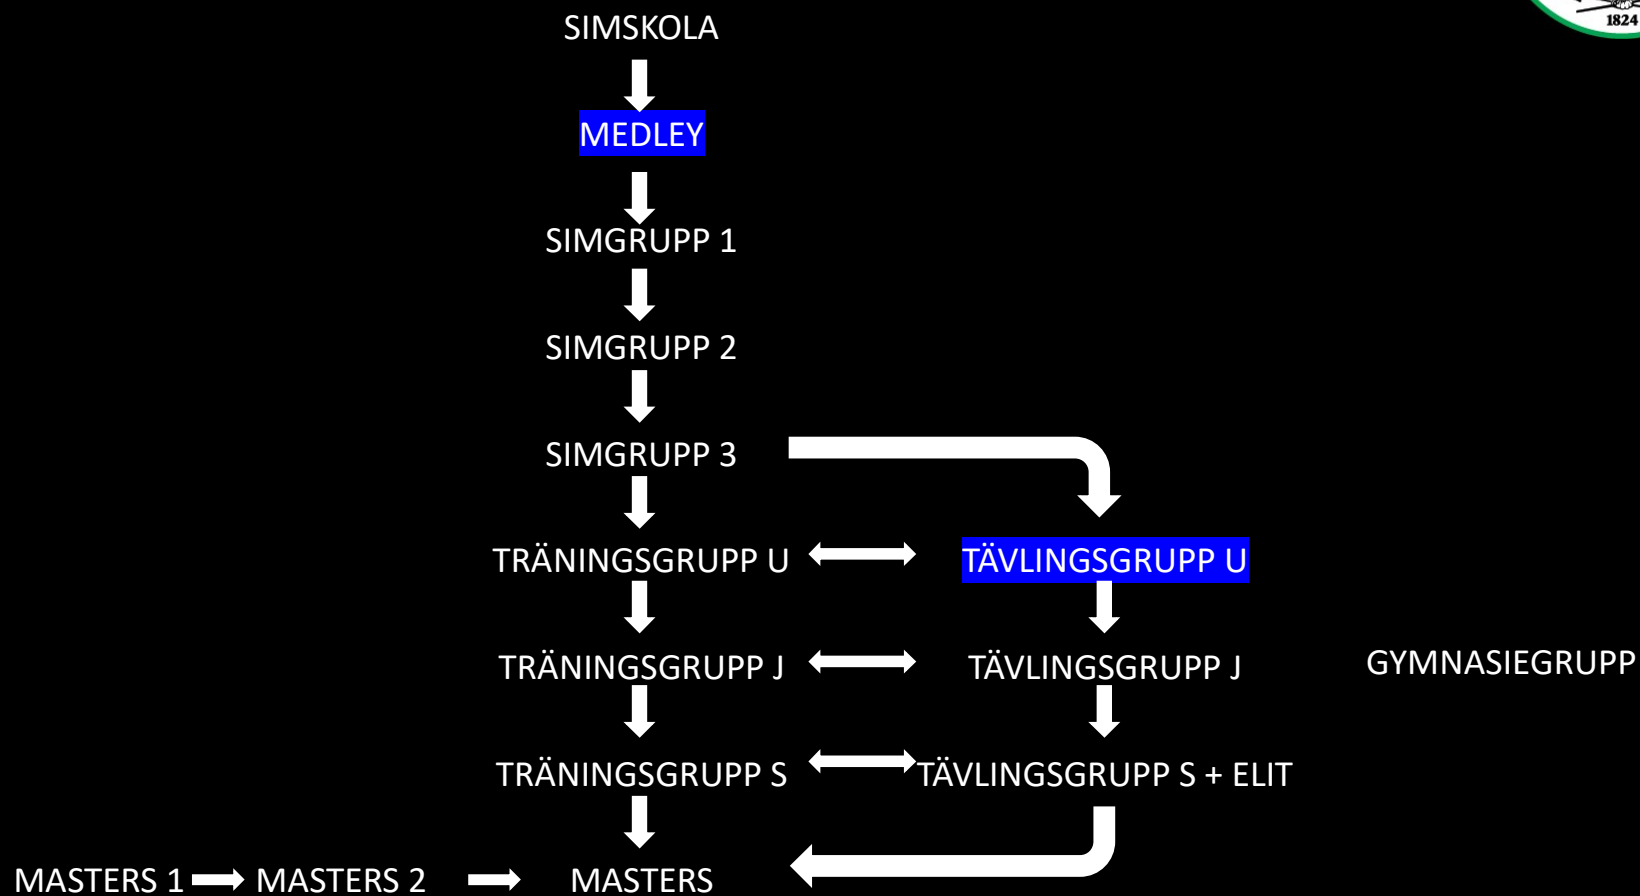 1824
SIMSKOLA
MEDLEY
SIMGRUPP 1
SIMGRUPP 2
SIMGRUPP 3
TRÄNINGSGRUPP U
TÄVLINGSGRUPP U
TRÄNINGSGRUPP J
TÄVLINGSGRUPP J
GYMNASIEGRUPP
TRÄNINGSGRUPP S
TÄVLINGSGRUPP S + ELIT
MASTERS 1
MASTERS 2
MASTERS